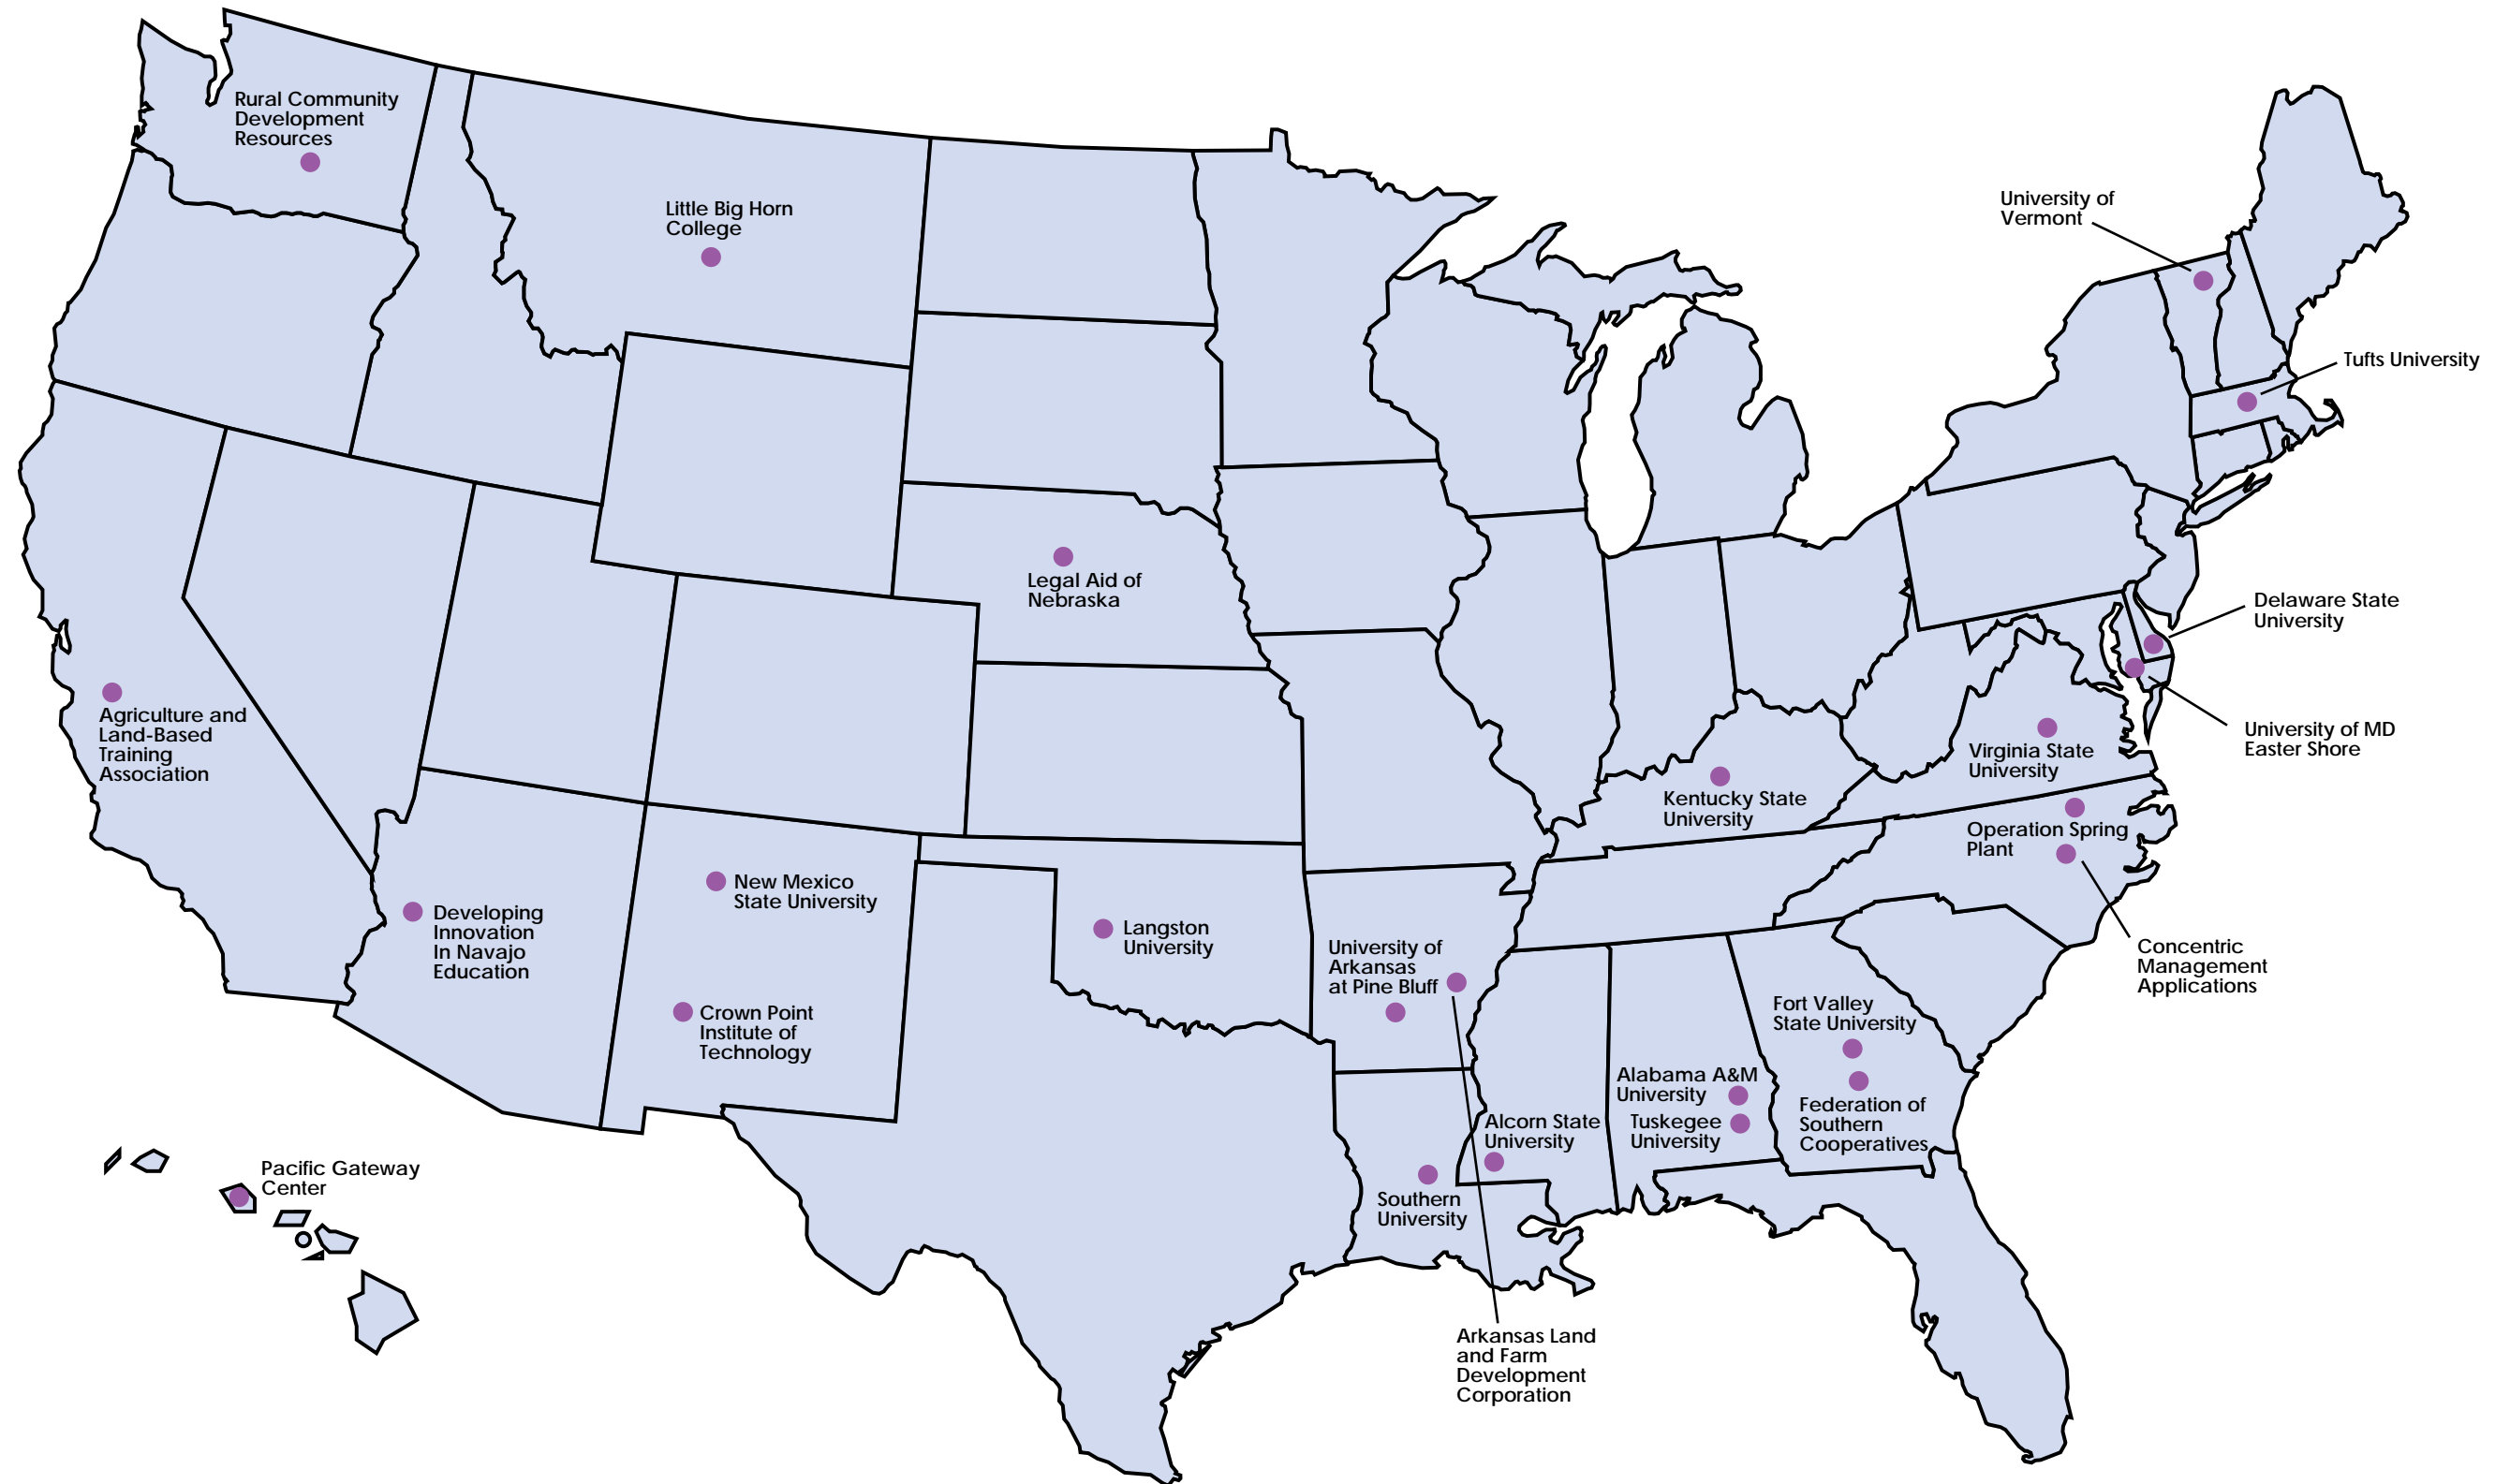 Rural Community
Development
Resources
Little Big Horn
College
University of
Vermont
Tufts University
Legal Aid of
Nebraska
Delaware State
University
Agriculture and
Land-Based
Training
Association
University of MD
Easter Shore
Virginia State
University
Kentucky State
University
Operation Spring
Plant
New Mexico
State University
Developing
Innovation
In Navajo
Education
Langston
University
University of
Arkansas
at Pine Bluff
Concentric
Management
Applications
Crown Point
Institute of
Technology
Fort Valley
State University
Alabama A&M
University
Tuskegee
University
Federation of
Southern
Cooperatives
Alcorn State
University
Pacific Gateway
Center
Southern
University
Arkansas Land
and Farm
Development
Corporation